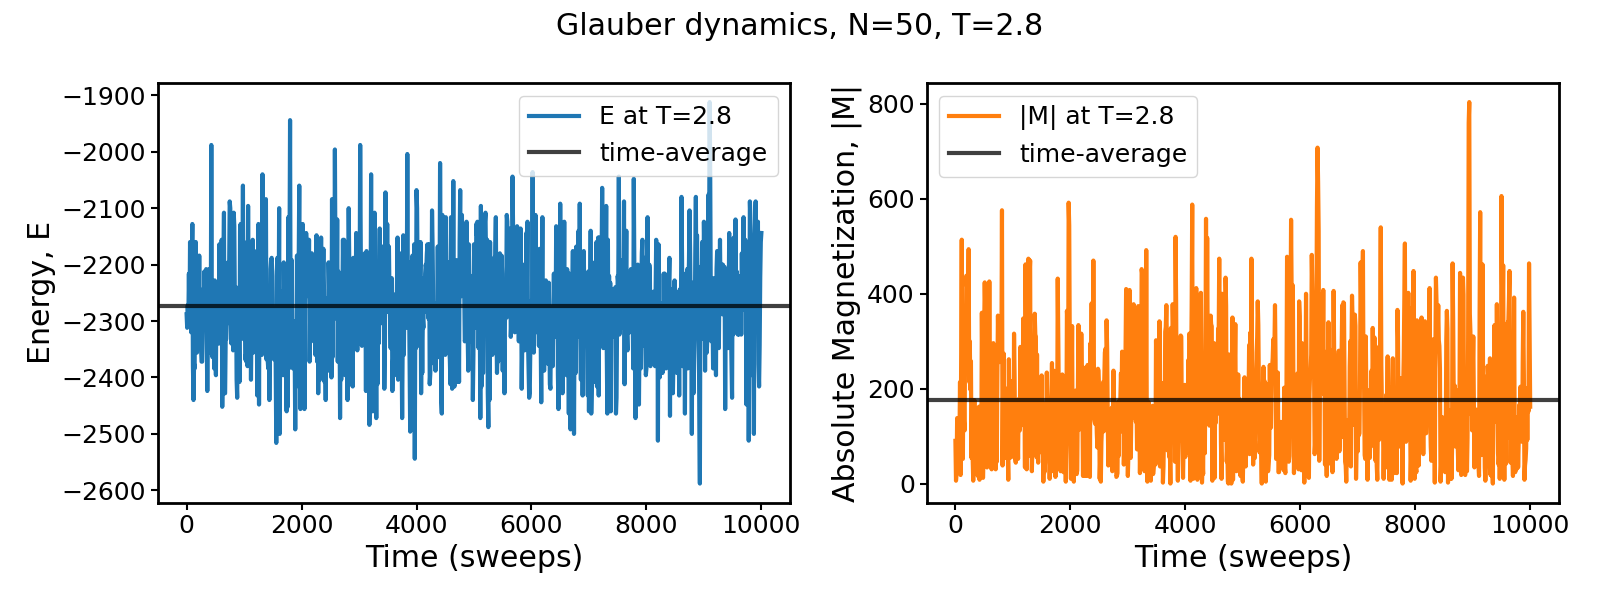 Glauber dynamics, N=50, T=2.8
Energy, E
−1900
−2000
−2100
−2200
−2300
−2400
−2500
−2600
E at T=2.8
time-average
0
2000
4000
6000
8000
10000
Time (sweeps)
Absolute Magnetization, |M|
800
600
400
200
0
|M| at T=2.8
time-average
0
2000
4000
6000
8000
10000
Time (sweeps)